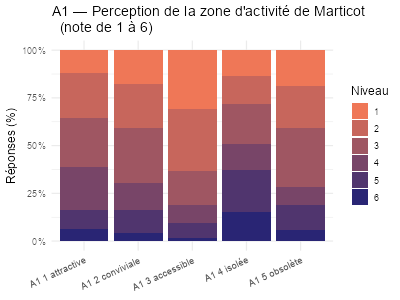 A1 — Perception de la zone d'activité de Marticot
(note de 1 à 6)
Réponses (%)
100%
75%
50%
25%
0%
A1 1 attractive
A1 2 conviviale
A1 3 accessible
A1 4 isolée
A1 5 obsolète
Niveau
1
2
3
4
5
6